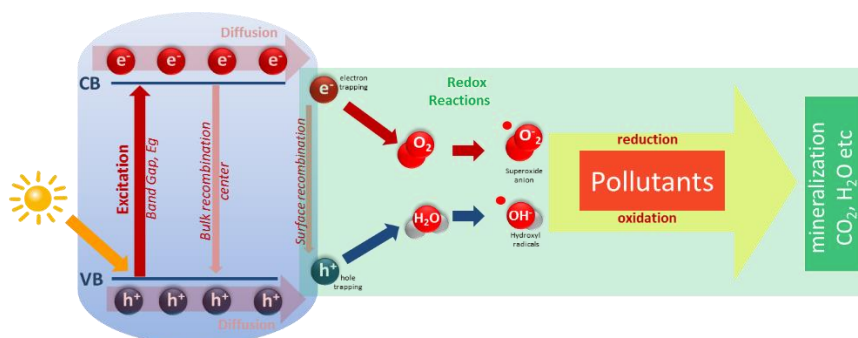 Diffusion
e⁻ e⁻ e⁻ e⁻
CB
Excitation
Band Gap, Eg
Bulk recombination
center
Surface recombination
VB
h⁺ h⁺ h⁺ h⁺
Diffusion
e⁻
electron
trapping
h⁺
hole
trapping
Redox
Reactions
O₂
O⁻₂
Superoxide
anion
H₂O
OH⁻
Hydroxyl
radicals
reduction
Pollutants
oxidation
mineralization
CO₂, H₂O etc